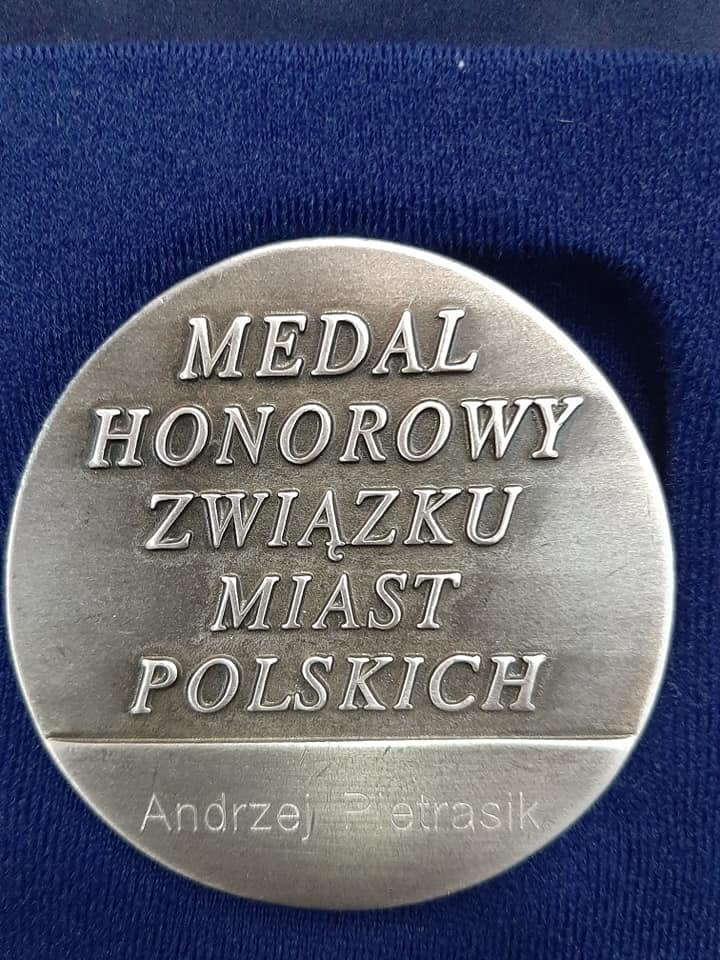 MEDAL
HONOROWY
ZWIĄZKU
MIAST
POLSKICH
Andrzej Pietrasik